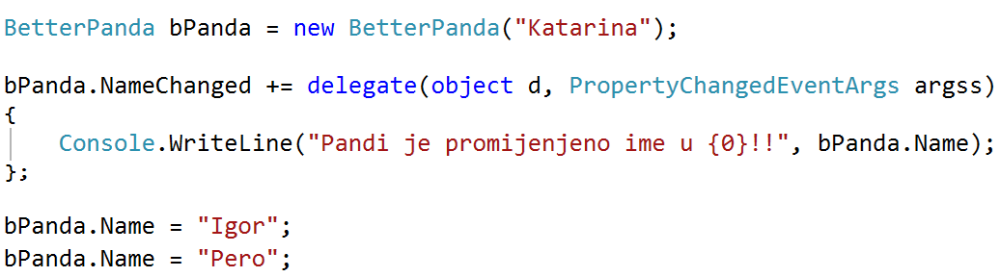 BetterPanda bPanda = new BetterPanda("Katarina");
bPanda.NameChanged += delegate(object d, PropertyChangedEventArgs argss)
{
Console.WriteLine("Pandi je promijenjeno ime u {0}!!", bPanda.Name);
};
bPanda.Name = "Igor";
bPanda.Name = "Pero";